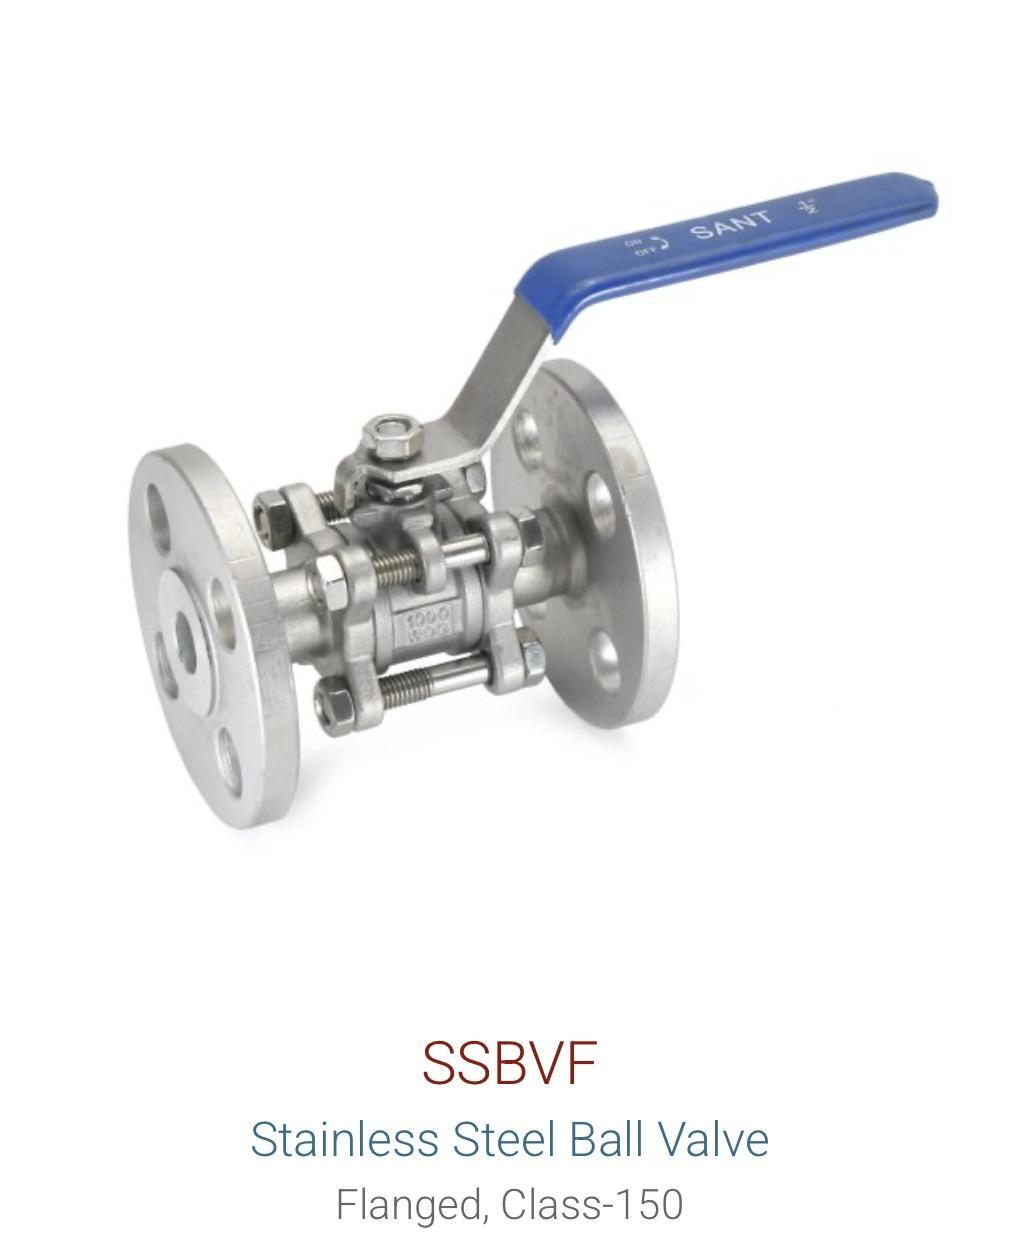 ON
OFF
SANT
½"
1000
WOG
SSBVF
Stainless Steel Ball Valve
Flanged, Class-150